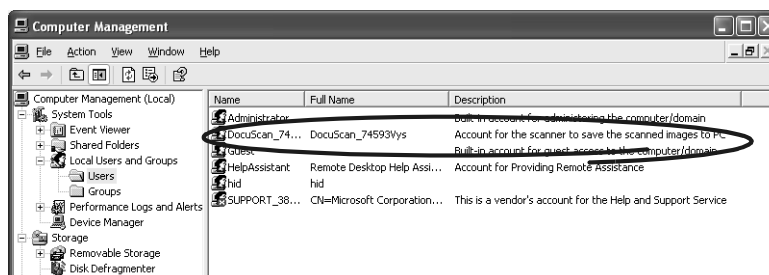 Computer Management
File Action View Window Help
Computer Management (Local)
System Tools
Event Viewer
Shared Folders
Local Users and Groups
Users
Groups
Performance Logs and Alerts
Device Manager
Storage
Removable Storage
Disk Defragmenter
Name Full Name Description
Administrator Built-in account for administering the computer/domain
DocuScan_74... DocuScan_74593Vys Account for the scanner to save the scanned images to PC
Guest Built-in account for guest access to the computer/domain
HelpAssistant Remote Desktop Help Assi... Account for Providing Remote Assistance
hid hid
SUPPORT_38... CN=Microsoft Corporation... This is a vendor's account for the Help and Support Service